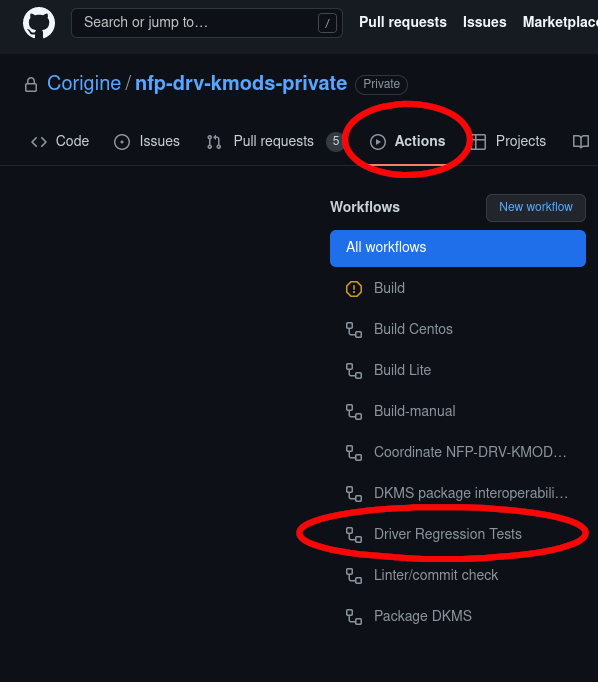 Search or jump to… / Pull requests Issues Marketplace
Corigine / nfp-drv-kmods-private Private
Code Issues Pull requests 5 Actions Projects
Workflows New workflow
All workflows
Build
Build Centos
Build Lite
Build-manual
Coordinate NFP-DRV-KMOD…
DKMS package interoperabili…
Driver Regression Tests
Linter/commit check
Package DKMS